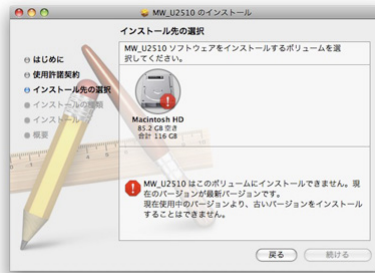 MW_U2510 のインストール
インストール先の選択
MW_U2510 ソフトウェアをインストールするボリュームを選
択してください。
はじめに
使用許諾契約
インストール先の選択
インストールの種類
インストール
概要
Macintosh HD
85.2 GB 空き
合計 116 GB
MW_U2510 はこのボリュームにインストールできません。現
在のバージョンが最新バージョンです。
現在使用中のバージョンより、古いバージョンをインストール
することはできません。
戻る
続ける